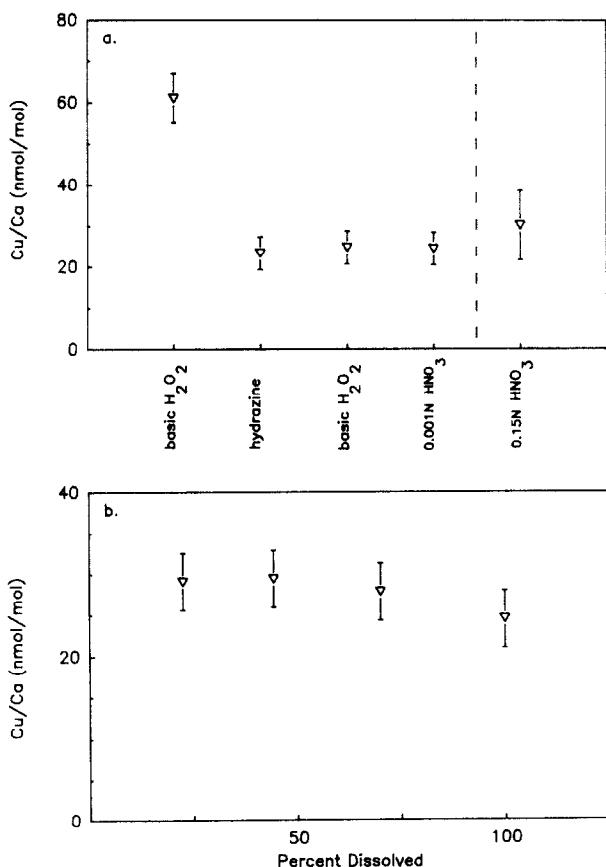 80
a.
60
40
20
0
Cu/Ca (nmol/mol)
basic H2O2
hydrazine
basic H2O2
0.001N HNO3
0.15N HNO3
40
b.
20
0
Cu/Ca (nmol/mol)
50
100
Percent Dissolved